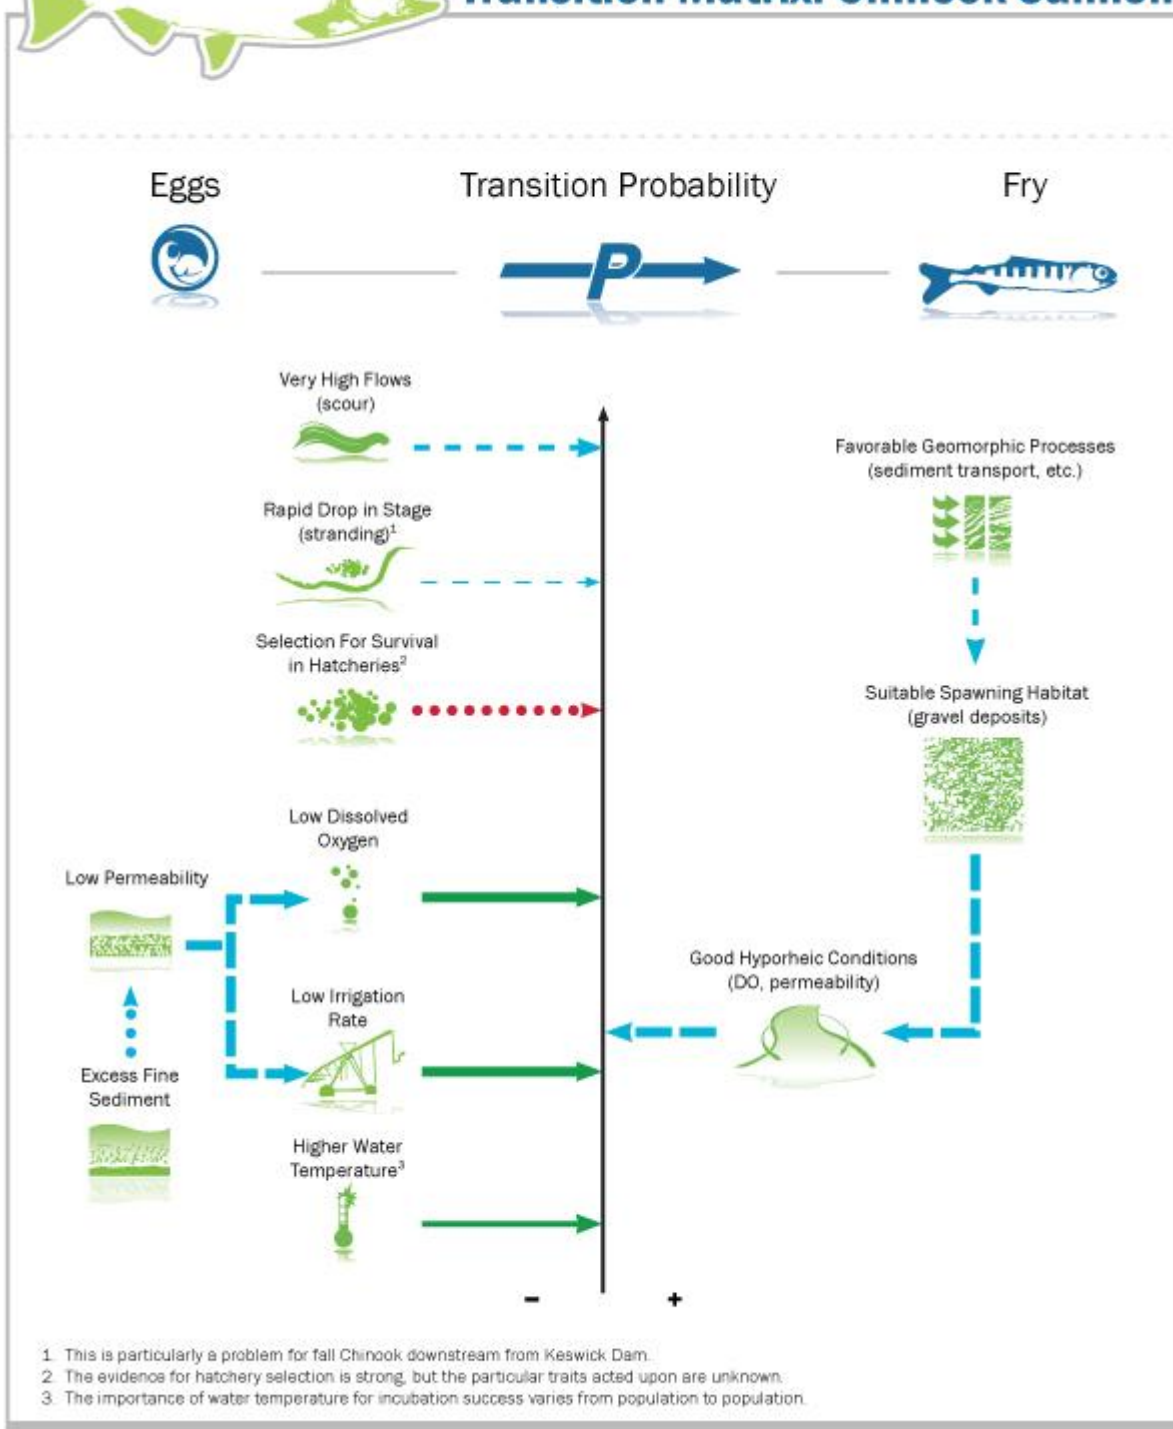 Transition Matrix: Chinook Salmon
Eggs
Transition Probability
Fry
P
Very High Flows
(scour)
Favorable Geomorphic Processes
(sediment transport, etc.)
Rapid Drop in Stage
(stranding)1
Selection For Survival
in Hatcheries2
Suitable Spawning Habitat
(gravel deposits)
Low Dissolved
Oxygen
Low Permeability
Good Hyporheic Conditions
(DO, permeability)
Low Irrigation
Rate
Excess Fine
Sediment
Higher Water
Temperature3
- +
1. This is particularly a problem for fall Chinook downstream from Keswick Dam.
2. The evidence for hatchery selection is strong, but the particular traits acted upon are unknown.
3. The importance of water temperature for incubation success varies from population to population.